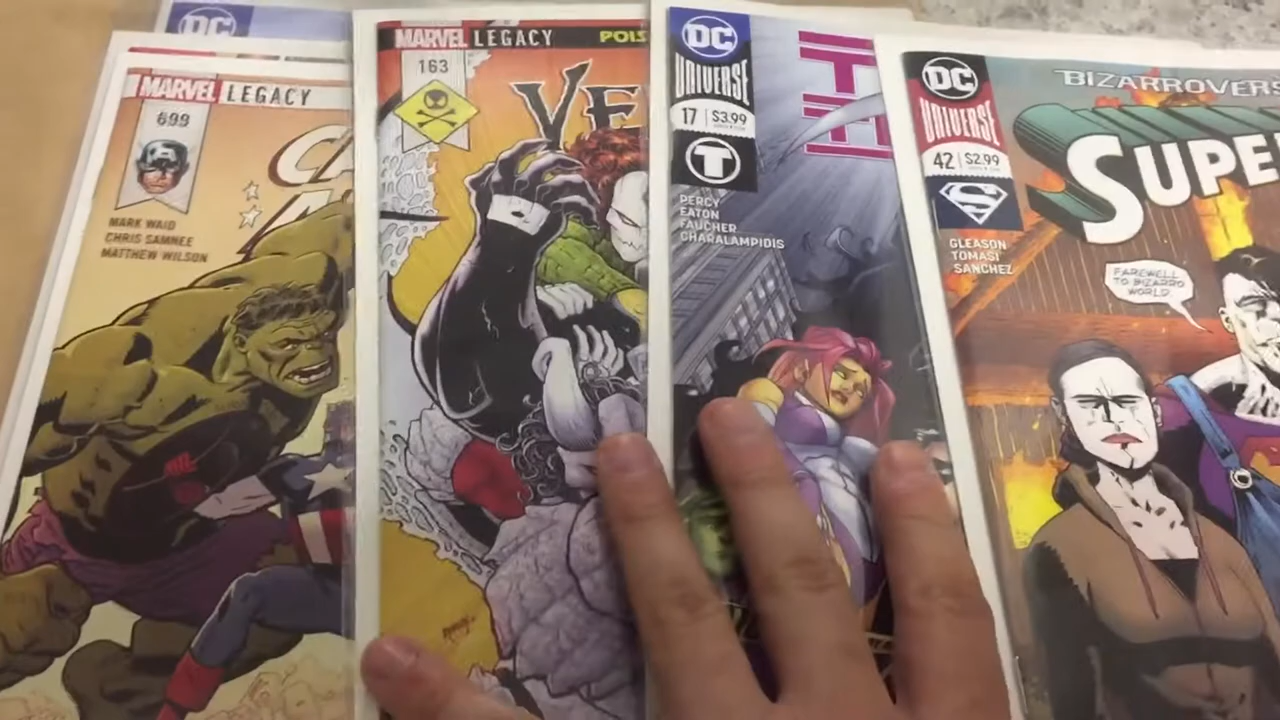 DC
MARVEL LEGACY
699
CA
MARK WAID
CHRIS SAMNEE
MATTHEW WILSON
MARVEL LEGACY
POIS
163
VE
DC
UNIVERSE
17 $3.99
T
PERCY
EATON
FAUCHER
CHARALAMPIDIS
DC
UNIVERSE
42 $2.99
S
BIZARROVERS
SUPE
GLEASON
TOMASI
SANCHEZ
FAREWELL
TO BIZARRO
WORLD.